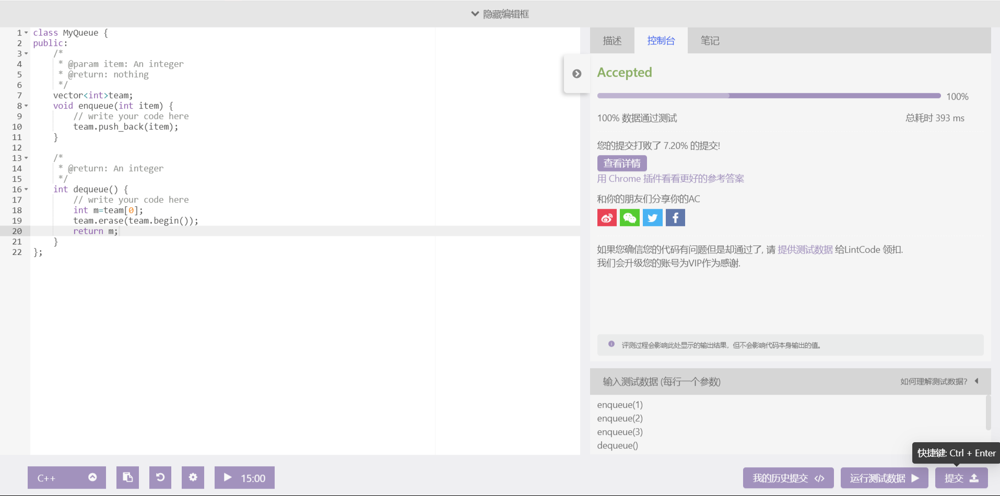 隐藏编辑框
1 class MyQueue {
2 public:
3 /*
4 * @param item: An integer
5 * @return: nothing
6 */
7 vector<int>team;
8 void enqueue(int item) {
9 // write your code here
10 team.push_back(item);
11 }
12
13 /*
14 * @return: An integer
15 */
16 int dequeue() {
17 // write your code here
18 int m=team[0];
19 team.erase(team.begin());
20 return m;
21 }
22 };
描述 控制台 笔记
Accepted
100%
100% 数据通过测试 总耗时 393 ms
您的提交打败了 7.20% 的提交!
查看详情
用 Chrome 插件看看更好的参考答案
和你的朋友们分享你的AC
如果您确信您的代码有问题但是却通过了, 请 提供测试数据 给LintCode 领扣.
我们会升级您的账号为VIP作为感谢.
评测过程会影响此处显示的输出结果，但不会影响代码本身输出的值。
输入测试数据 (每行一个参数) 如何理解测试数据?
enqueue(1)
enqueue(2)
enqueue(3)
dequeue()
快捷键: Ctrl + Enter
C++ 15:00 我的历史提交 运行测试数据 提交